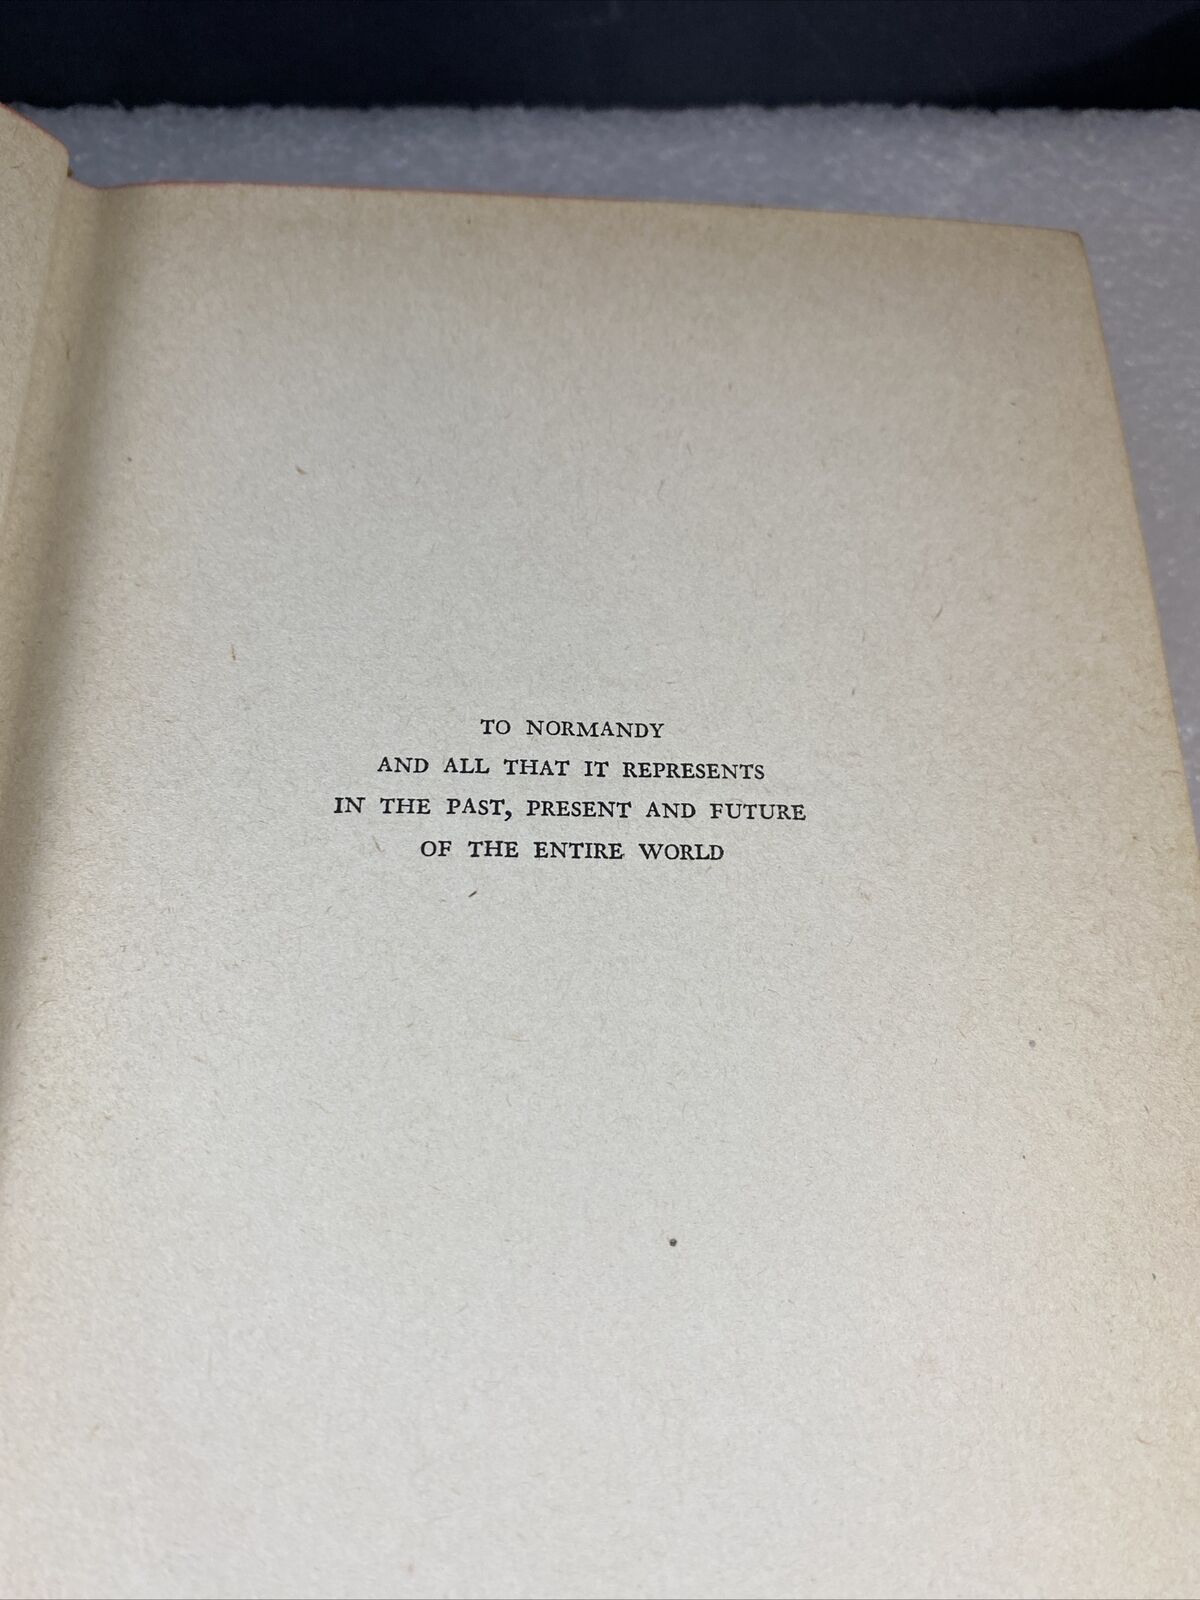 TO NORMANDY
AND ALL THAT IT REPRESENTS
IN THE PAST, PRESENT AND FUTURE
OF THE ENTIRE WORLD